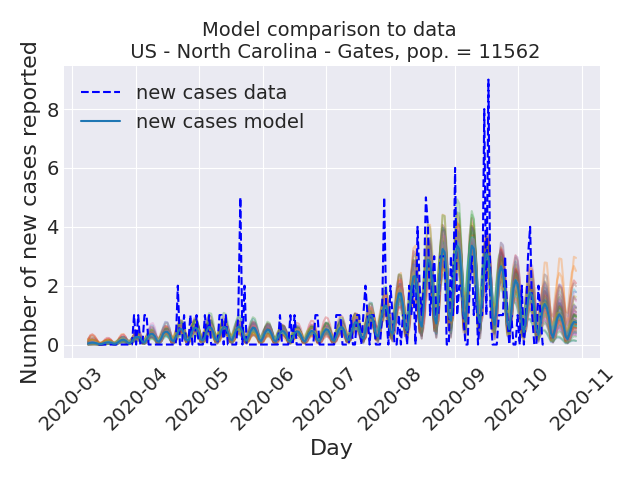 Model comparison to data
US - North Carolina - Gates, pop. = 11562
Number of new cases reported
8
6
4
2
0
new cases data
new cases model
2020-03
2020-04
2020-05
2020-06
2020-07
2020-08
2020-09
2020-10
2020-11
Day